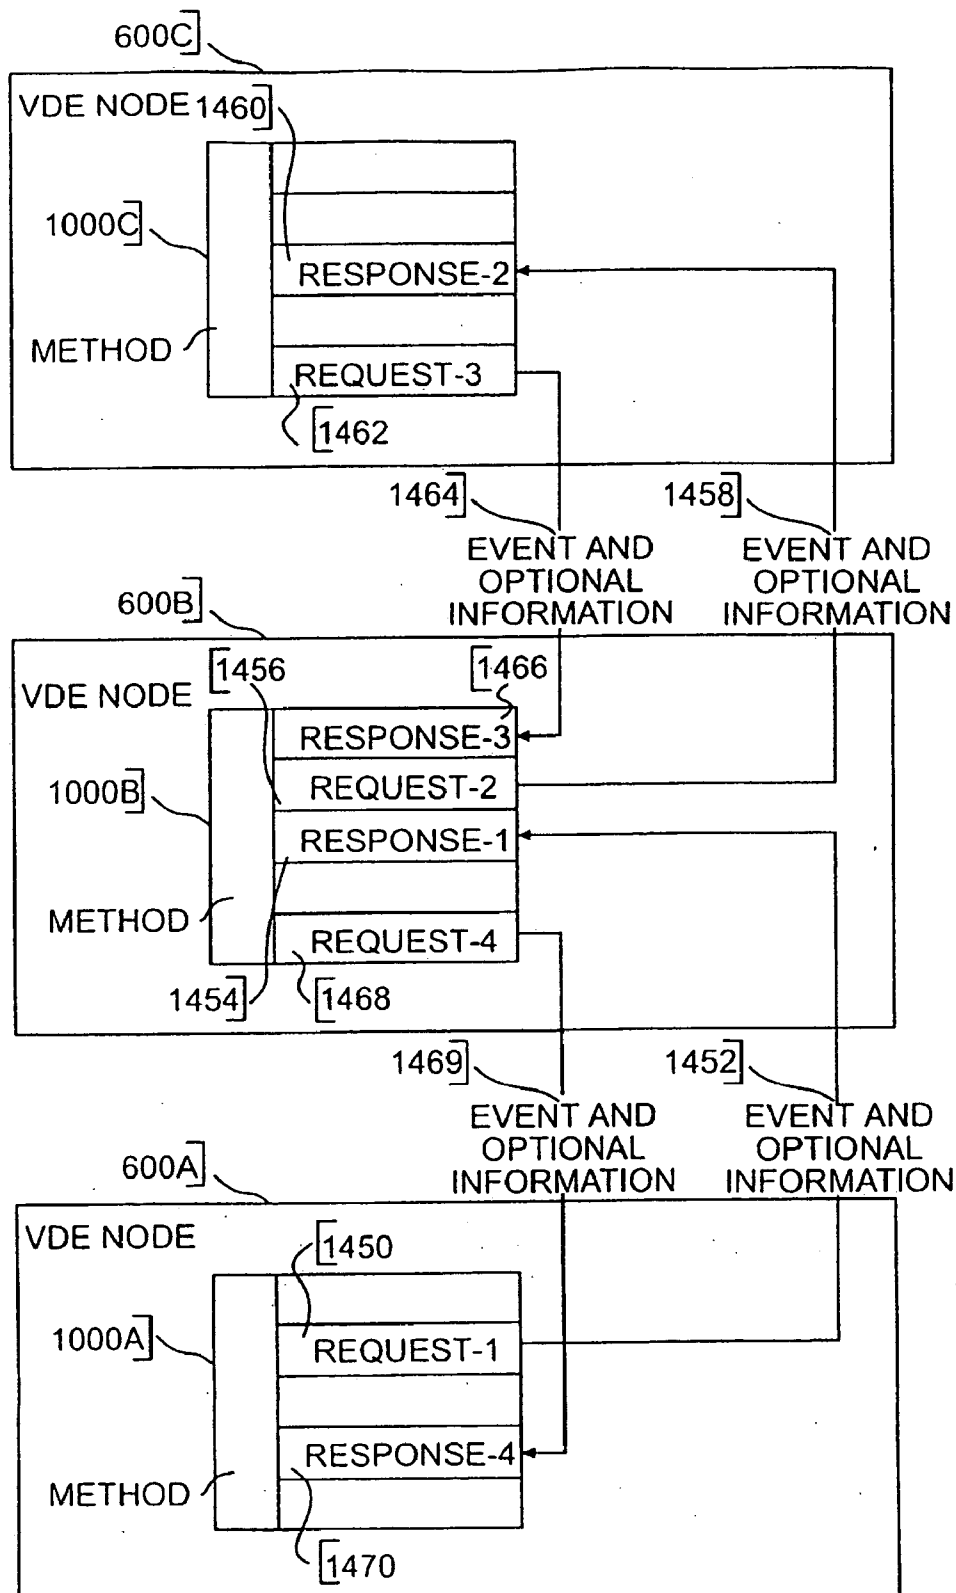 600C
VDE NODE 1460
1000C
RESPONSE-2
METHOD
REQUEST-3
1462
1464
1458
EVENT AND
OPTIONAL
INFORMATION
EVENT AND
OPTIONAL
INFORMATION
600B
VDE NODE
1456
1466
RESPONSE-3
REQUEST-2
1000B
RESPONSE-1
METHOD
REQUEST-4
1454
1468
1469
1452
EVENT AND
OPTIONAL
INFORMATION
EVENT AND
OPTIONAL
INFORMATION
600A
VDE NODE
1450
1000A
REQUEST-1
RESPONSE-4
METHOD
1470